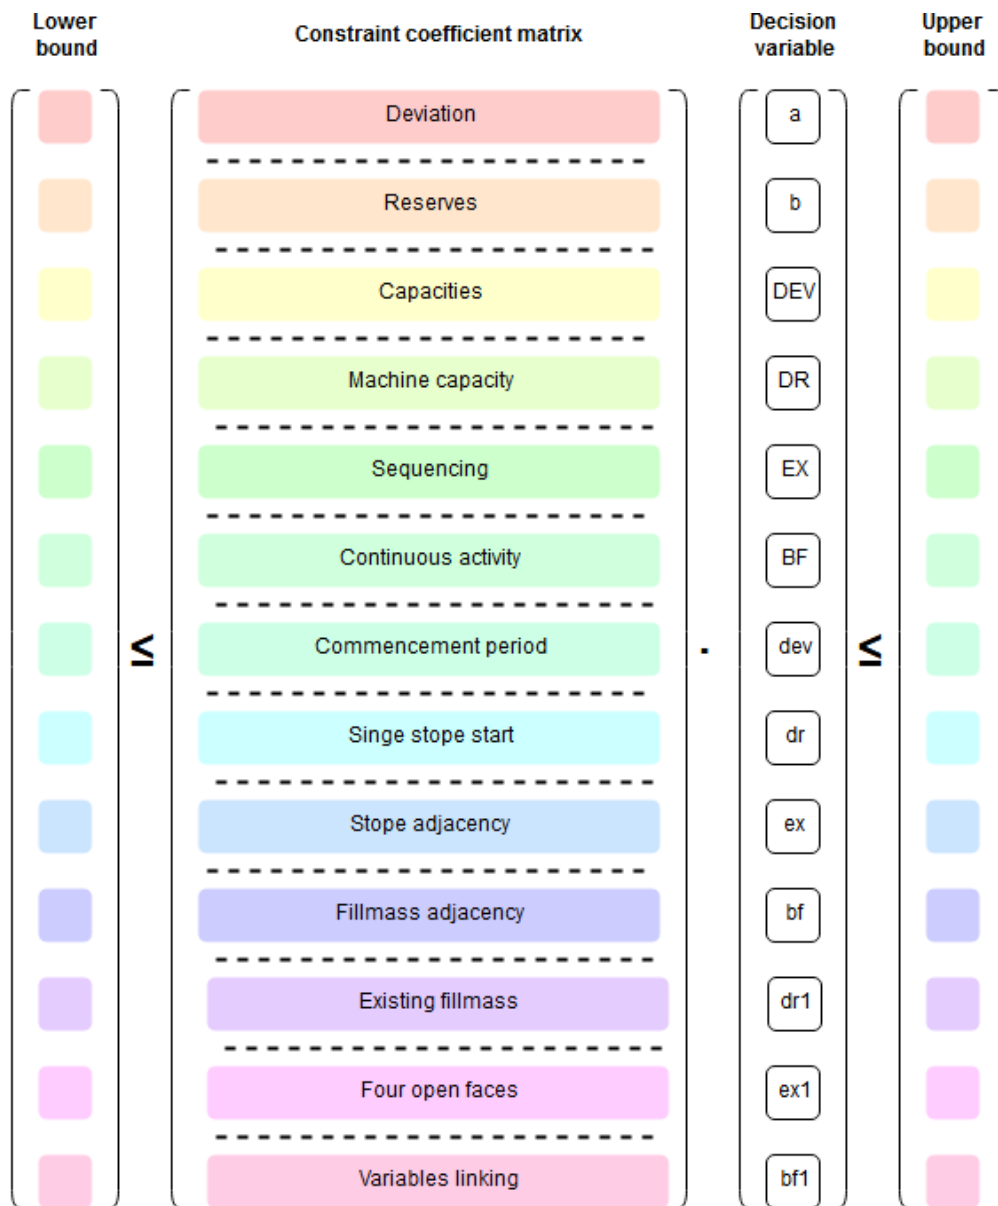 Lower
bound
Constraint coefficient matrix
Decision
variable
Upper
bound
Deviation
a
Reserves
b
Capacities
DEV
Machine capacity
DR
Sequencing
EX
Continuous activity
BF
≤
Commencement period
.
dev
≤
Singe stope start
dr
Stope adjacency
ex
Fillmass adjacency
bf
Existing fillmass
dr1
Four open faces
ex1
Variables linking
bf1